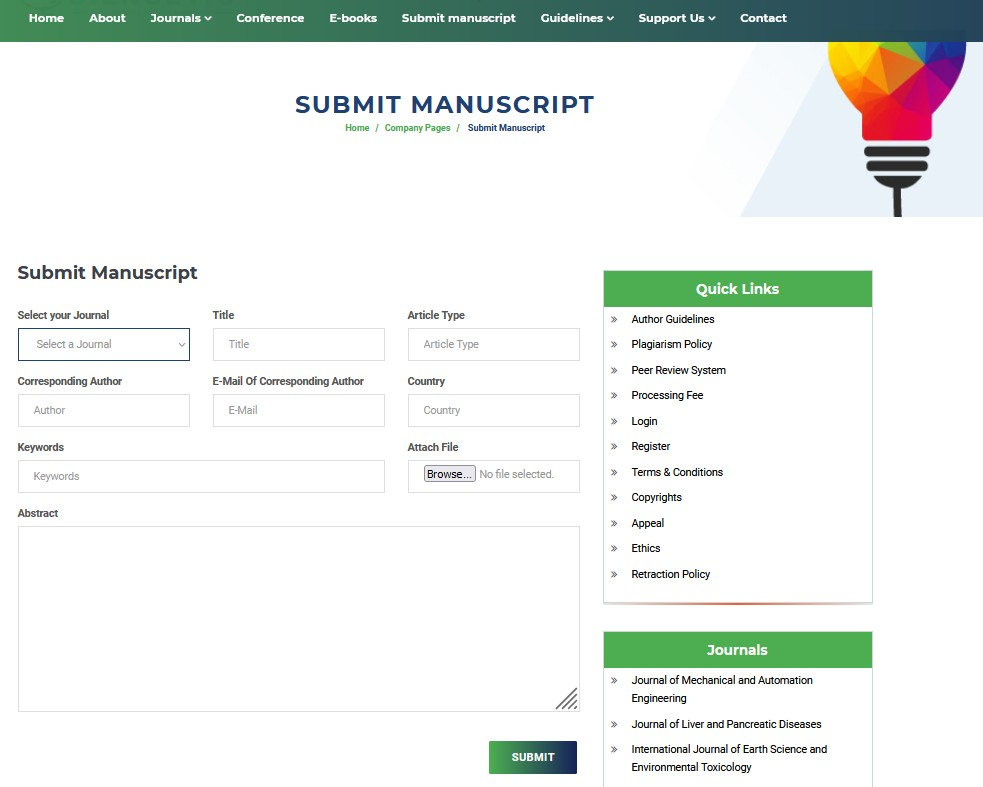 Home About Journals Conference E-books Submit manuscript Guidelines Support Us Contact
SUBMIT MANUSCRIPT
Home / Company Pages / Submit Manuscript
Submit Manuscript
Select your Journal Title Article Type
Select a Journal Title Article Type
Corresponding Author E-Mail Of Corresponding Author Country
Author E-Mail Country
Keywords Attach File
Keywords Browse... No file selected.
Abstract
SUBMIT
Quick Links
Author Guidelines
Plagiarism Policy
Peer Review System
Processing Fee
Login
Register
Terms & Conditions
Copyrights
Appeal
Ethics
Retraction Policy
Journals
Journal of Mechanical and Automation
Engineering
Journal of Liver and Pancreatic Diseases
International Journal of Earth Science and
Environmental Toxicology